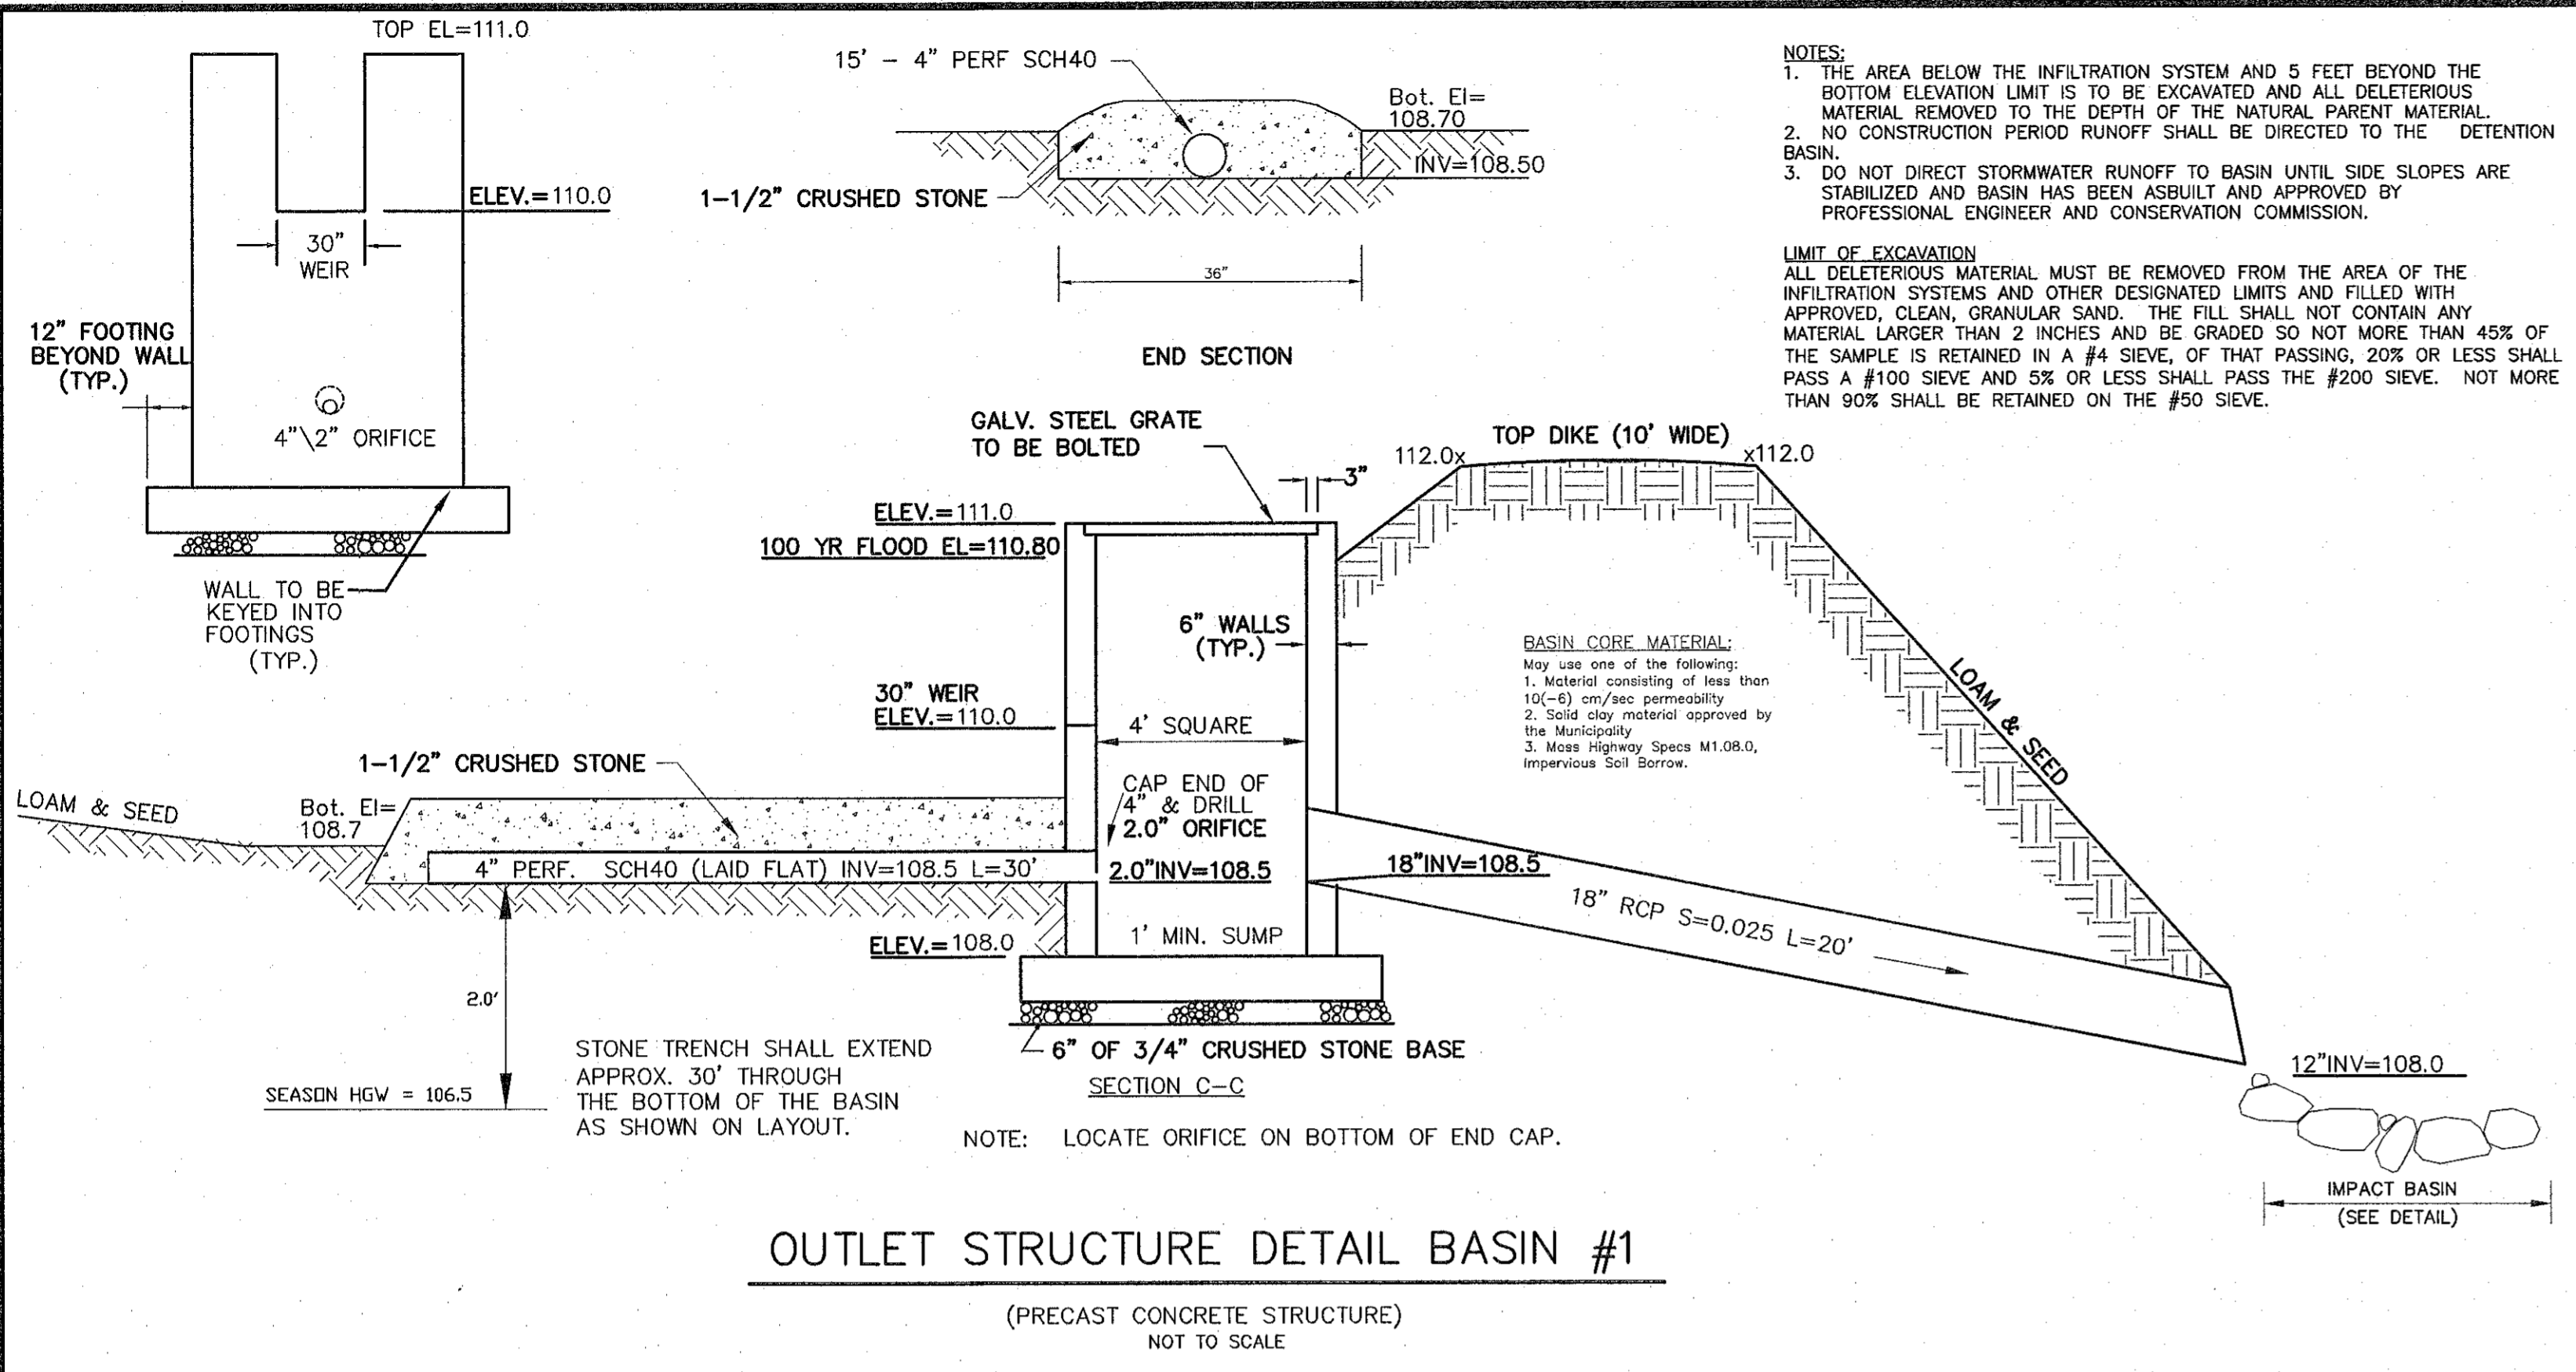 TOP EL=111.0
ELEV.=110.0
30"
WEIR
12" FOOTING
BEYOND WALL
(TYP.)
4"\2" ORIFICE
WALL TO BE
KEYED INTO
FOOTINGS
(TYP.)
15' - 4" PERF SCH40
Bot. El=
108.70
INV=108.50
1-1/2" CRUSHED STONE
36"
END SECTION
NOTES:
1. THE AREA BELOW THE INFILTRATION SYSTEM AND 5 FEET BEYOND THE
BOTTOM ELEVATION LIMIT IS TO BE EXCAVATED AND ALL DELETERIOUS
MATERIAL REMOVED TO THE DEPTH OF THE NATURAL PARENT MATERIAL.
2. NO CONSTRUCTION PERIOD RUNOFF SHALL BE DIRECTED TO THE DETENTION
BASIN.
3. DO NOT DIRECT STORMWATER RUNOFF TO BASIN UNTIL SIDE SLOPES ARE
STABILIZED AND BASIN HAS BEEN ASBUILT AND APPROVED BY
PROFESSIONAL ENGINEER AND CONSERVATION COMMISSION.
LIMIT OF EXCAVATION
ALL DELETERIOUS MATERIAL MUST BE REMOVED FROM THE AREA OF THE
INFILTRATION SYSTEMS AND OTHER DESIGNATED LIMITS AND FILLED WITH
APPROVED, CLEAN, GRANULAR SAND. THE FILL SHALL NOT CONTAIN ANY
MATERIAL LARGER THAN 2 INCHES AND BE GRADED SO NOT MORE THAN 45% OF
THE SAMPLE IS RETAINED IN A #4 SIEVE, OF THAT PASSING, 20% OR LESS SHALL
PASS A #100 SIEVE AND 5% OR LESS SHALL PASS THE #200 SIEVE. NOT MORE
THAN 90% SHALL BE RETAINED ON THE #50 SIEVE.
GALV. STEEL GRATE
TO BE BOLTED
TOP DIKE (10' WIDE)
112.0x
x112.0
3"
ELEV.=111.0
100 YR FLOOD EL=110.80
6" WALLS
(TYP.)
BASIN CORE MATERIAL:
May use one of the following:
1. Material consisting of less than
10(-6) cm/sec permeability
2. Solid clay material approved by
the Municipality
3. Mass Highway Specs M1.08.0,
Impervious Soil Borrow.
LOAM & SEED
30" WEIR
ELEV.=110.0
4' SQUARE
1-1/2" CRUSHED STONE
LOAM & SEED
Bot. El=
108.7
CAP END OF
4" & DRILL
2.0" ORIFICE
4" PERF. SCH40 (LAID FLAT) INV=108.5 L=30'
2.0"INV=108.5
18"INV=108.5
18" RCP S=0.025 L=20'
ELEV.=108.0
1' MIN. SUMP
2.0'
SEASON HGW = 106.5
STONE TRENCH SHALL EXTEND
APPROX. 30' THROUGH
THE BOTTOM OF THE BASIN
AS SHOWN ON LAYOUT.
6" OF 3/4" CRUSHED STONE BASE
SECTION C-C
12"INV=108.0
NOTE: LOCATE ORIFICE ON BOTTOM OF END CAP.
IMPACT BASIN
(SEE DETAIL)
OUTLET STRUCTURE DETAIL BASIN #1
(PRECAST CONCRETE STRUCTURE)
NOT TO SCALE